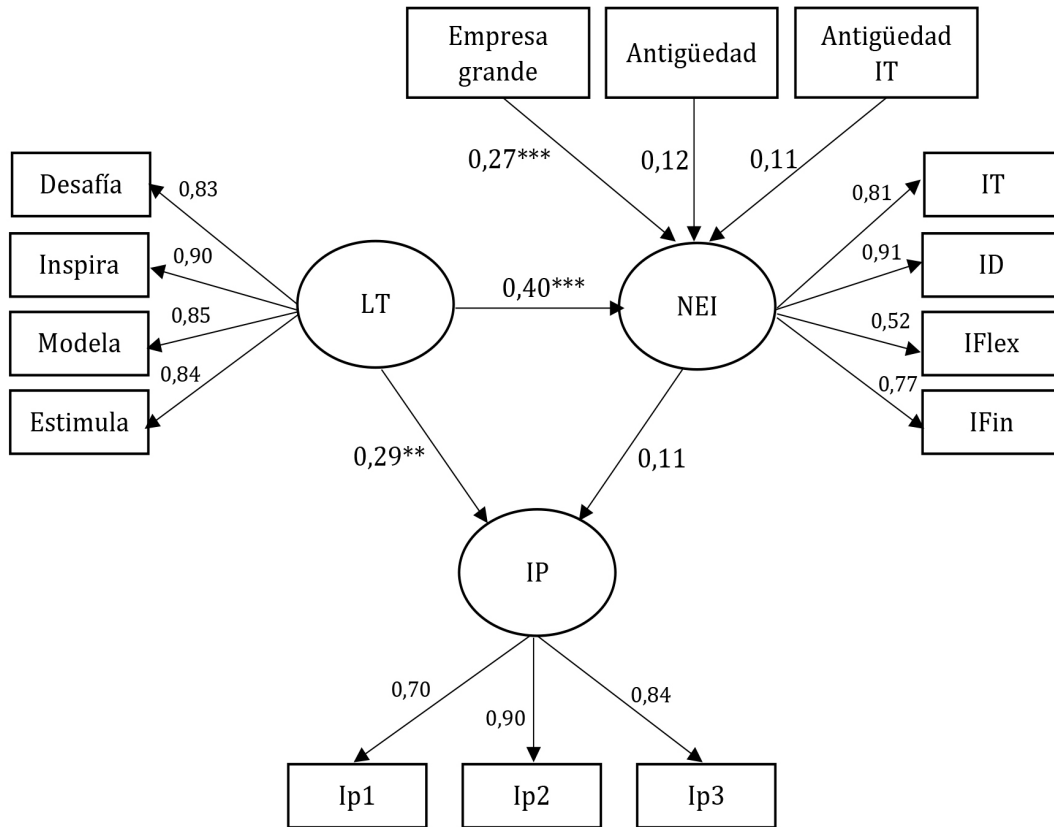 Empresa
grande
Antigüedad
Antigüedad
IT
0,27***
0,12
0,11
Desafía
0,83
Inspira
0,90
Modela
0,85
Estimula
0,84
LT
0,40***
NEI
0,81
IT
0,91
ID
0,52
IFlex
0,77
IFin
0,29**
0,11
IP
0,70
0,90
0,84
Ip1
Ip2
Ip3